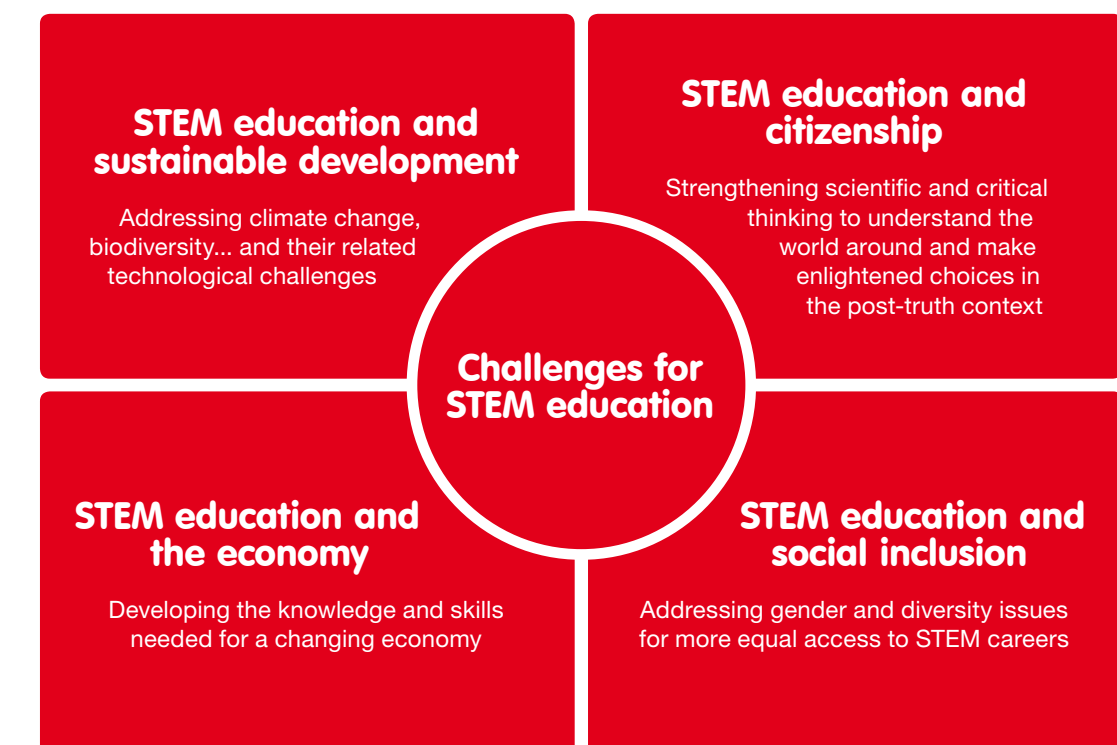 STEM education and
sustainable development
Addressing climate change,
biodiversity... and their related
technological challenges
STEM education and
citizenship
Strengthening scientific and critical
thinking to understand the
world around and make
enlightened choices in
the post-truth context
Challenges for
STEM education
STEM education and
the economy
Developing the knowledge and skills
needed for a changing economy
STEM education and
social inclusion
Addressing gender and diversity issues
for more equal access to STEM careers